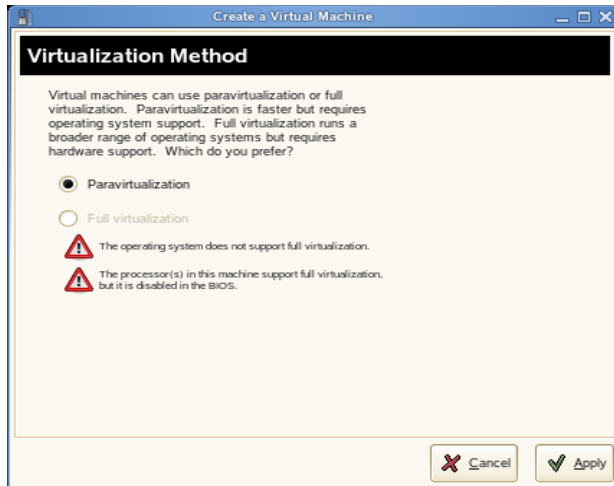 Create a Virtual Machine
Virtualization Method
Virtual machines can use paravirtualization or full
virtualization. Paravirtualization is faster but requires
operating system support. Full virtualization runs a
broader range of operating systems but requires
hardware support. Which do you prefer?
Paravirtualization
Full virtualization
The operating system does not support full virtualization.
The processor(s) in this machine support full virtualization,
but it is disabled in the BIOS.
Cancel
Apply